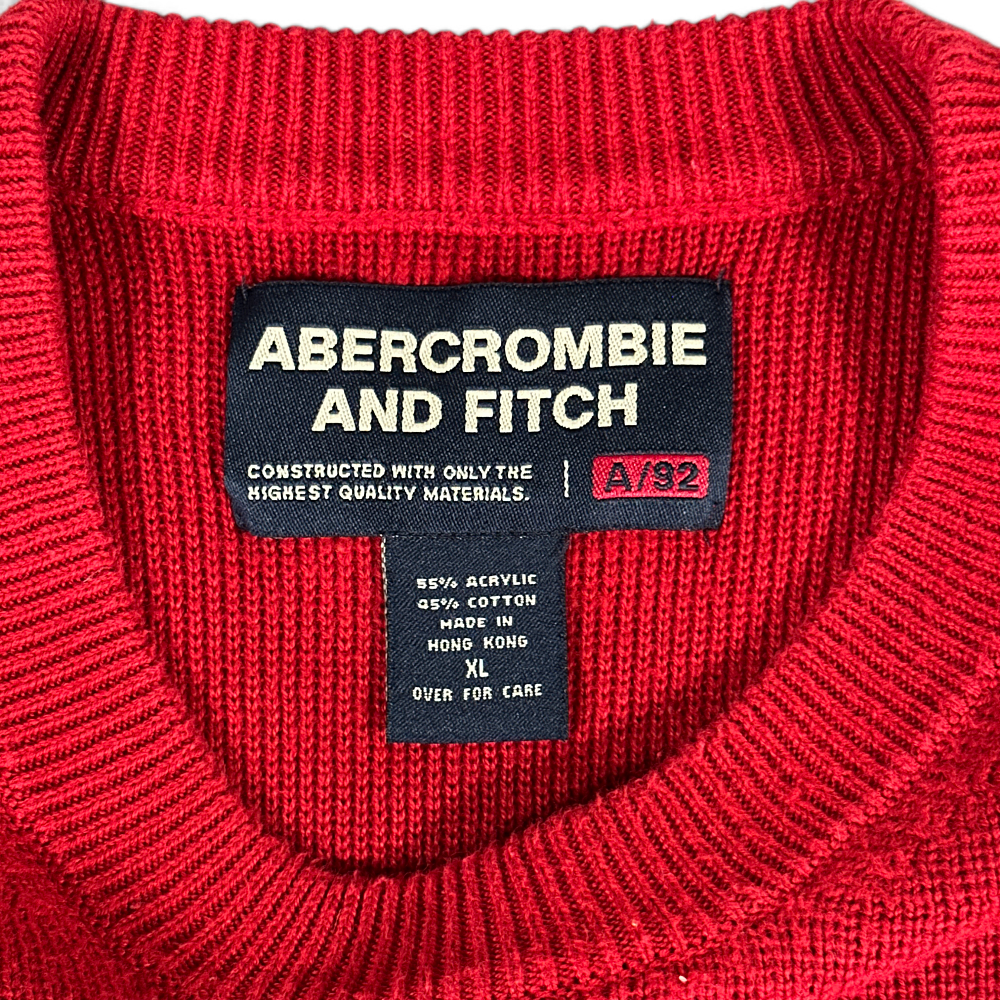 ABERCROMBIE
AND FITCH
CONSTRUCTED WITH ONLY THE
HIGHEST QUALITY MATERIALS.
A/92
55% ACRYLIC
45% COTTON
MADE IN
HONG KONG
XL
OVER FOR CARE